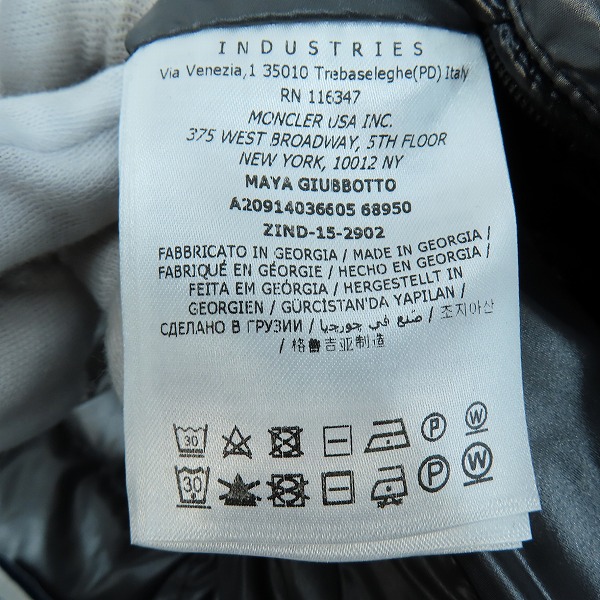 INDUSTRIES
Via Venezia,1 35010 Trebaseleghe(PD) Italy
RN 116347
MONCLER USA INC.
375 WEST BROADWAY, 5TH FLOOR
NEW YORK, 10012 NY
MAYA GIUBBOTTO
A20914036605 68950
ZIND-15-2902
FABBRICATO IN GEORGIA / MADE IN GEORGIA /
FABRIQUÉ EN GÉORGIE / HECHO EN GEORGIA /
FEITA EM GEÓRGIA / HERGESTELLT IN
GEORGIEN / GÜRCİSTAN'DA YAPILAN /
СДЕЛАНО В ГРУЗИИ / صنع في جورجيا / 조지아산
/ 格鲁吉亚制造
30 P W
30 P W